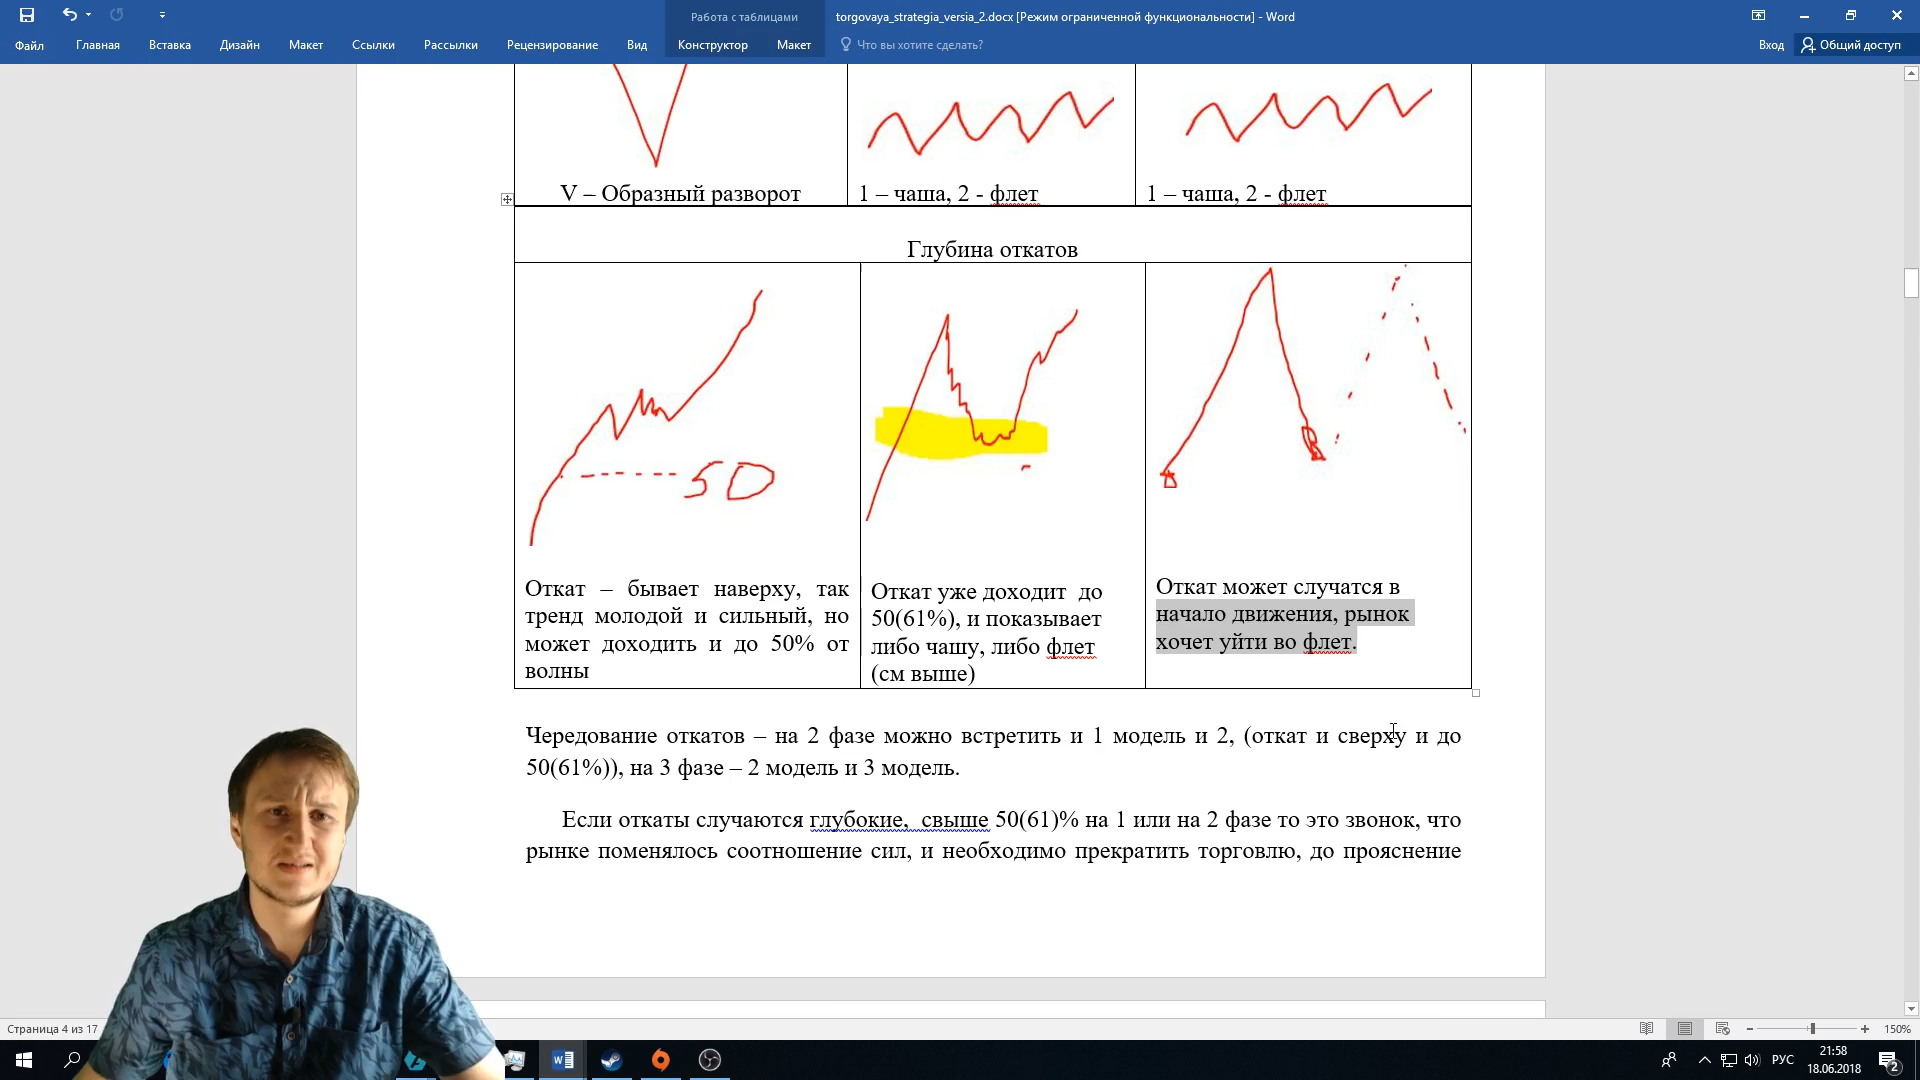 Работа с таблицами
torgovaya_strategia_versia_2.docx [Режим ограниченной функциональности] - Word
Файл Главная Вставка Дизайн Макет Ссылки Рассылки Рецензирование Вид Конструктор Макет Что вы хотите сделать? Вход Общий доступ
V – Образный разворот
1 – чаша, 2 - флет
1 – чаша, 2 - флет
Глубина откатов
50
Откат – бывает наверху, так
тренд молодой и сильный, но
может доходить и до 50% от
волны
Откат уже доходит до
50(61%), и показывает
либо чашу, либо флет
(см выше)
Откат может случатся в
начало движения, рынок
хочет уйти во флет.
Чередование откатов – на 2 фазе можно встретить и 1 модель и 2, (откат и сверху и до
50(61%)), на 3 фазе – 2 модель и 3 модель.
Если откаты случаются глубокие, свыше 50(61)% на 1 или на 2 фазе то это звонок, что
рынке поменялось соотношение сил, и необходимо прекратить торговлю, до прояснение
Страница 4 из 17
150%
РУС
21:58
18.06.2018
2